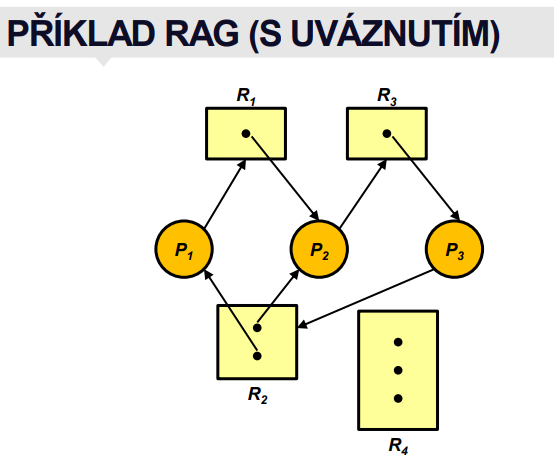 PŘÍKLAD RAG (S UVÁZNUTÍM)
R1 R3
P1 P2 P3
R2
R4